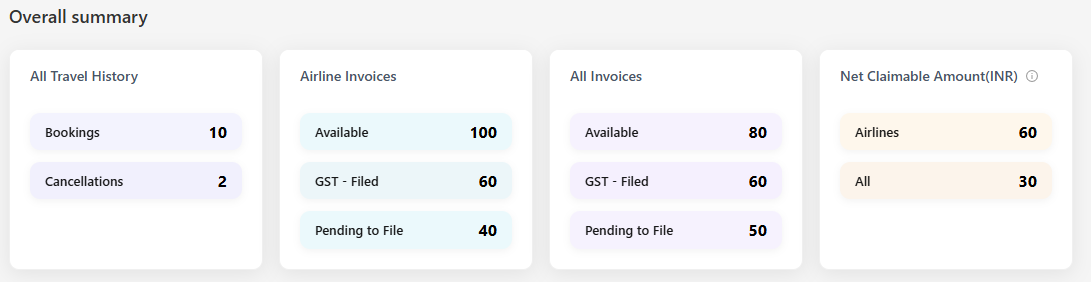 Overall summary
All Travel History
Bookings 10
Cancellations 2
Airline Invoices
Available 100
GST - Filed 60
Pending to File 40
All Invoices
Available 80
GST - Filed 60
Pending to File 50
Net Claimable Amount(INR)
Airlines 60
All 30